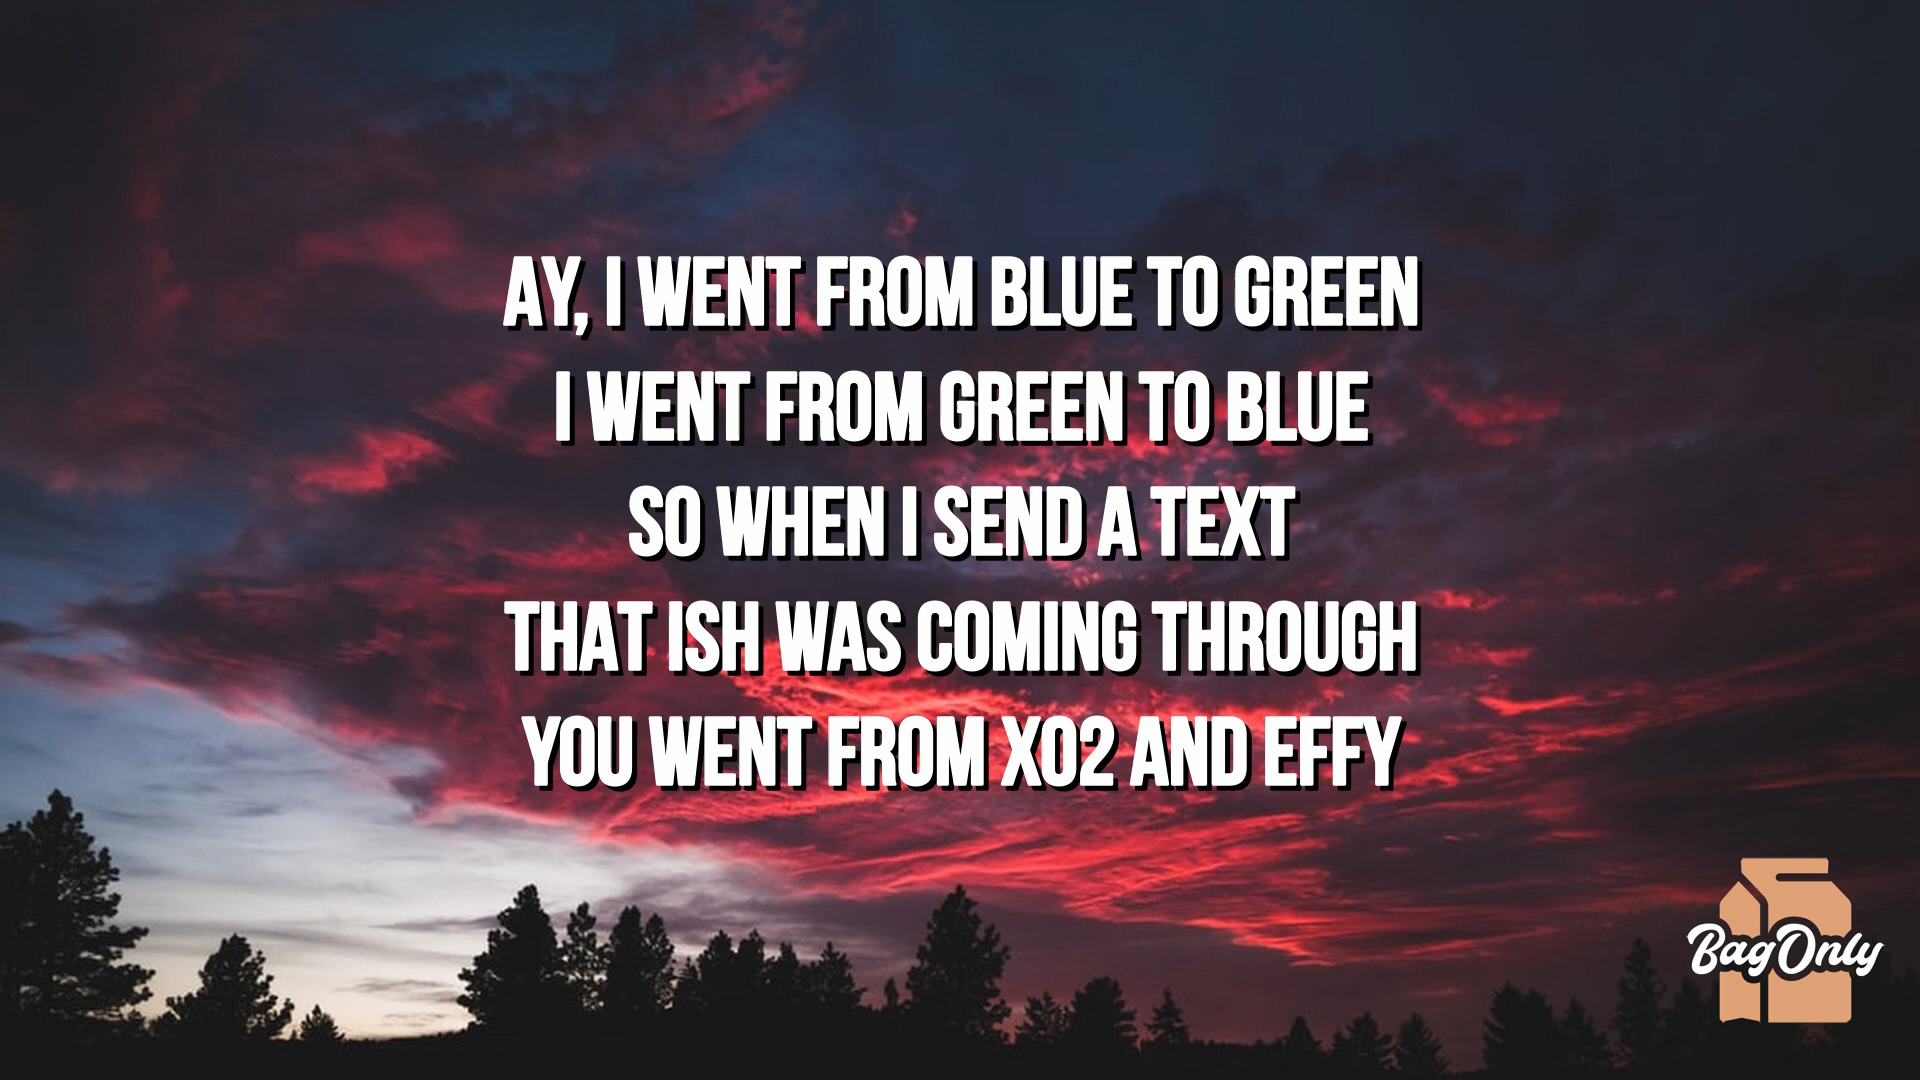 AY, I WENT FROM BLUE TO GREEN
I WENT FROM GREEN TO BLUE
SO WHEN I SEND A TEXT
THAT ISH WAS COMING THROUGH
YOU WENT FROM XO2 AND EFFY
BagOnly